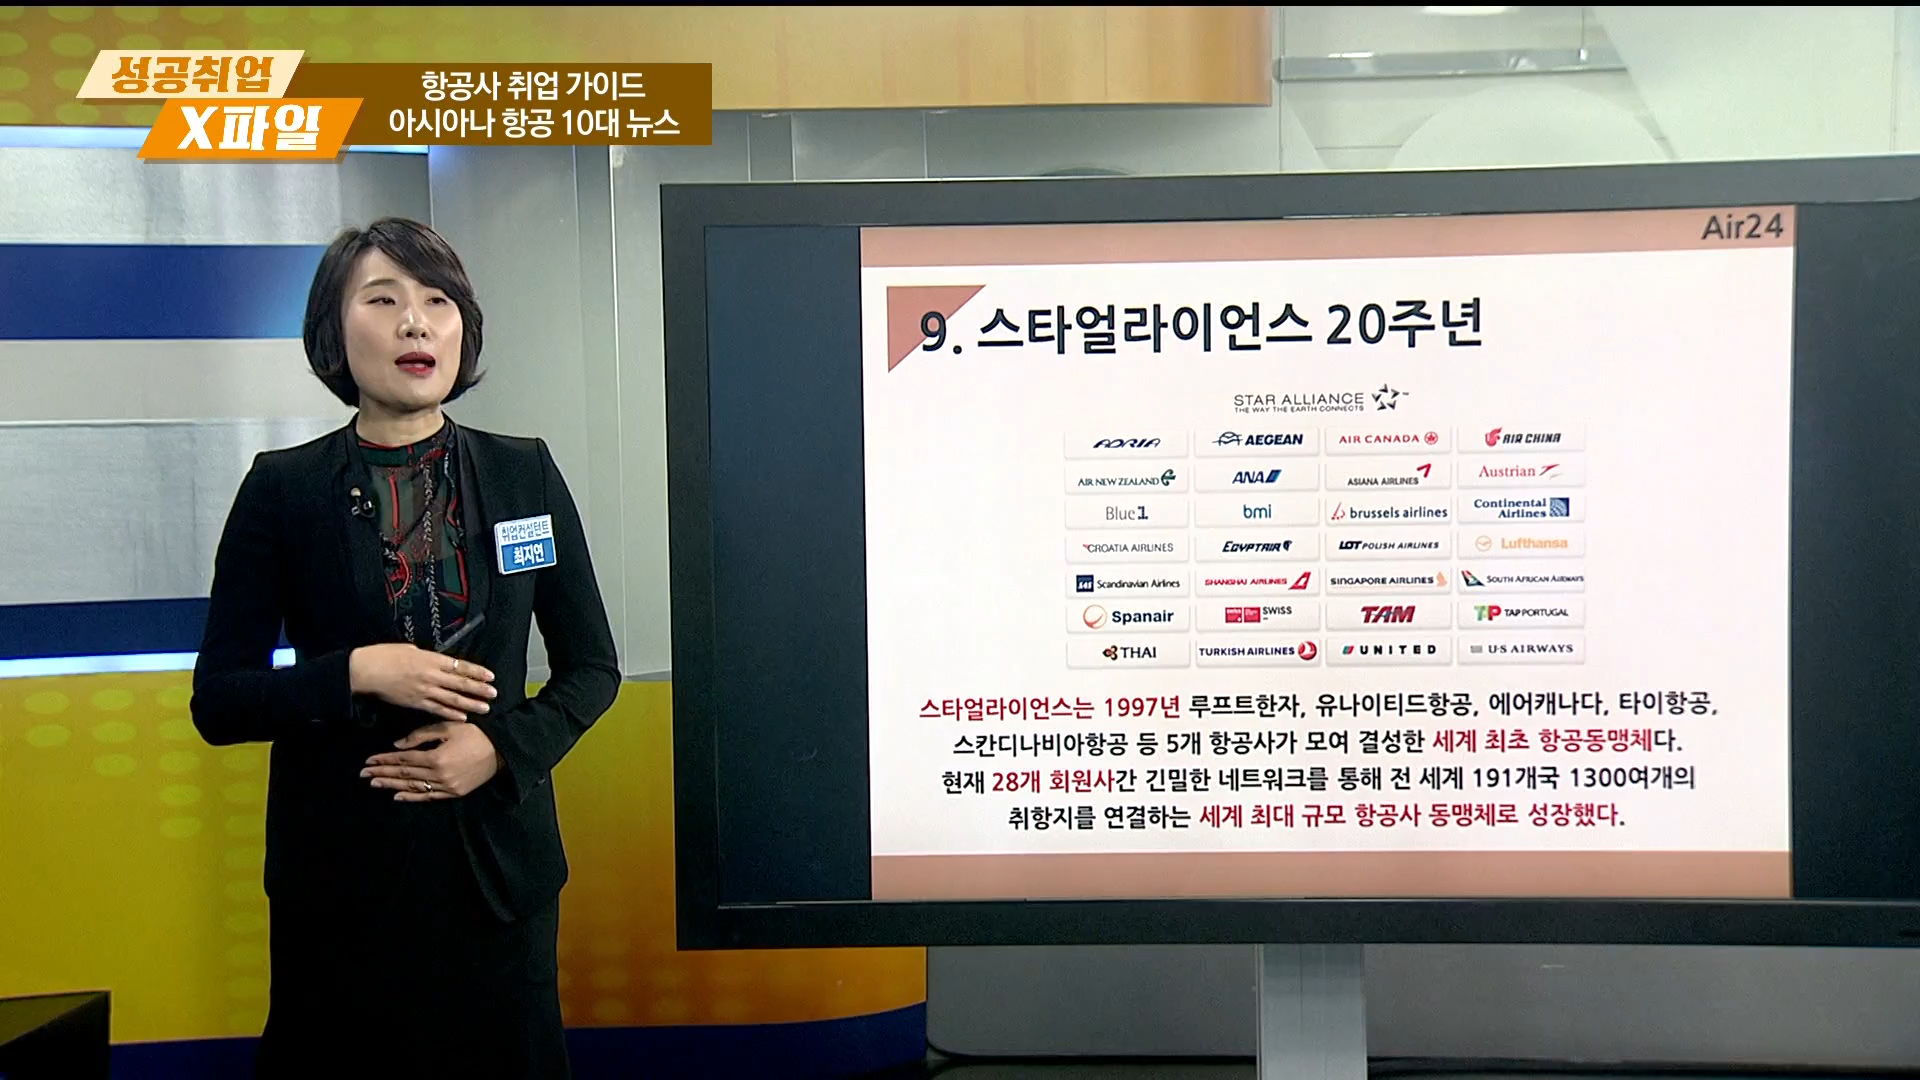 성공취업
X파일
항공사 취업 가이드
아시아나 항공 10대 뉴스
취업컨설턴트
최지연
Air24
9. 스타얼라이언스 20주년
STAR ALLIANCE
THE WAY THE EARTH CONNECTS
ADRIA AEGEAN AIR CANADA AIR CHINA
AIR NEW ZEALAND ANA ASIANA AIRLINES Austrian
Blue1 bmi brussels airlines Continental Airlines
CROATIA AIRLINES EGYPTAIR LOT POLISH AIRLINES Lufthansa
SAS Scandinavian Airlines SHANGHAI AIRLINES SINGAPORE AIRLINES SOUTH AFRICAN AIRWAYS
Spanair SWISS TAM TAP PORTUGAL
THAI TURKISH AIRLINES UNITED U·S AIRWAYS
스타얼라이언스는 1997년 루프트한자, 유나이티드항공, 에어캐나다, 타이항공,
스칸디나비아항공 등 5개 항공사가 모여 결성한 세계 최초 항공동맹체다.
현재 28개 회원사간 긴밀한 네트워크를 통해 전 세계 191개국 1300여개의
취항지를 연결하는 세계 최대 규모 항공사 동맹체로 성장했다.